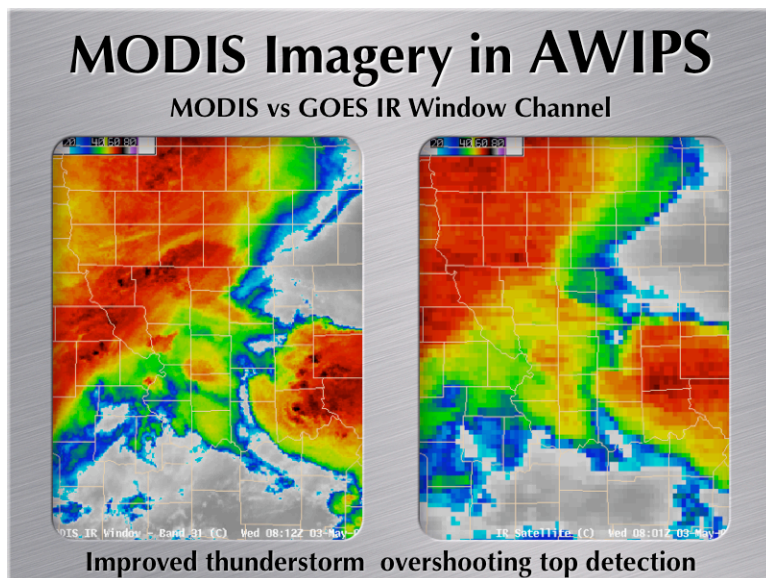 MODIS Imagery in AWIPS
MODIS vs GOES IR Window Channel
20 40 60 80
20 40 60 80
DIS IR Window - Band 31 (C) Wed 08:12Z 03-May-
IR Satellite (C) Wed 08:01Z 03-May-
Improved thunderstorm overshooting top detection